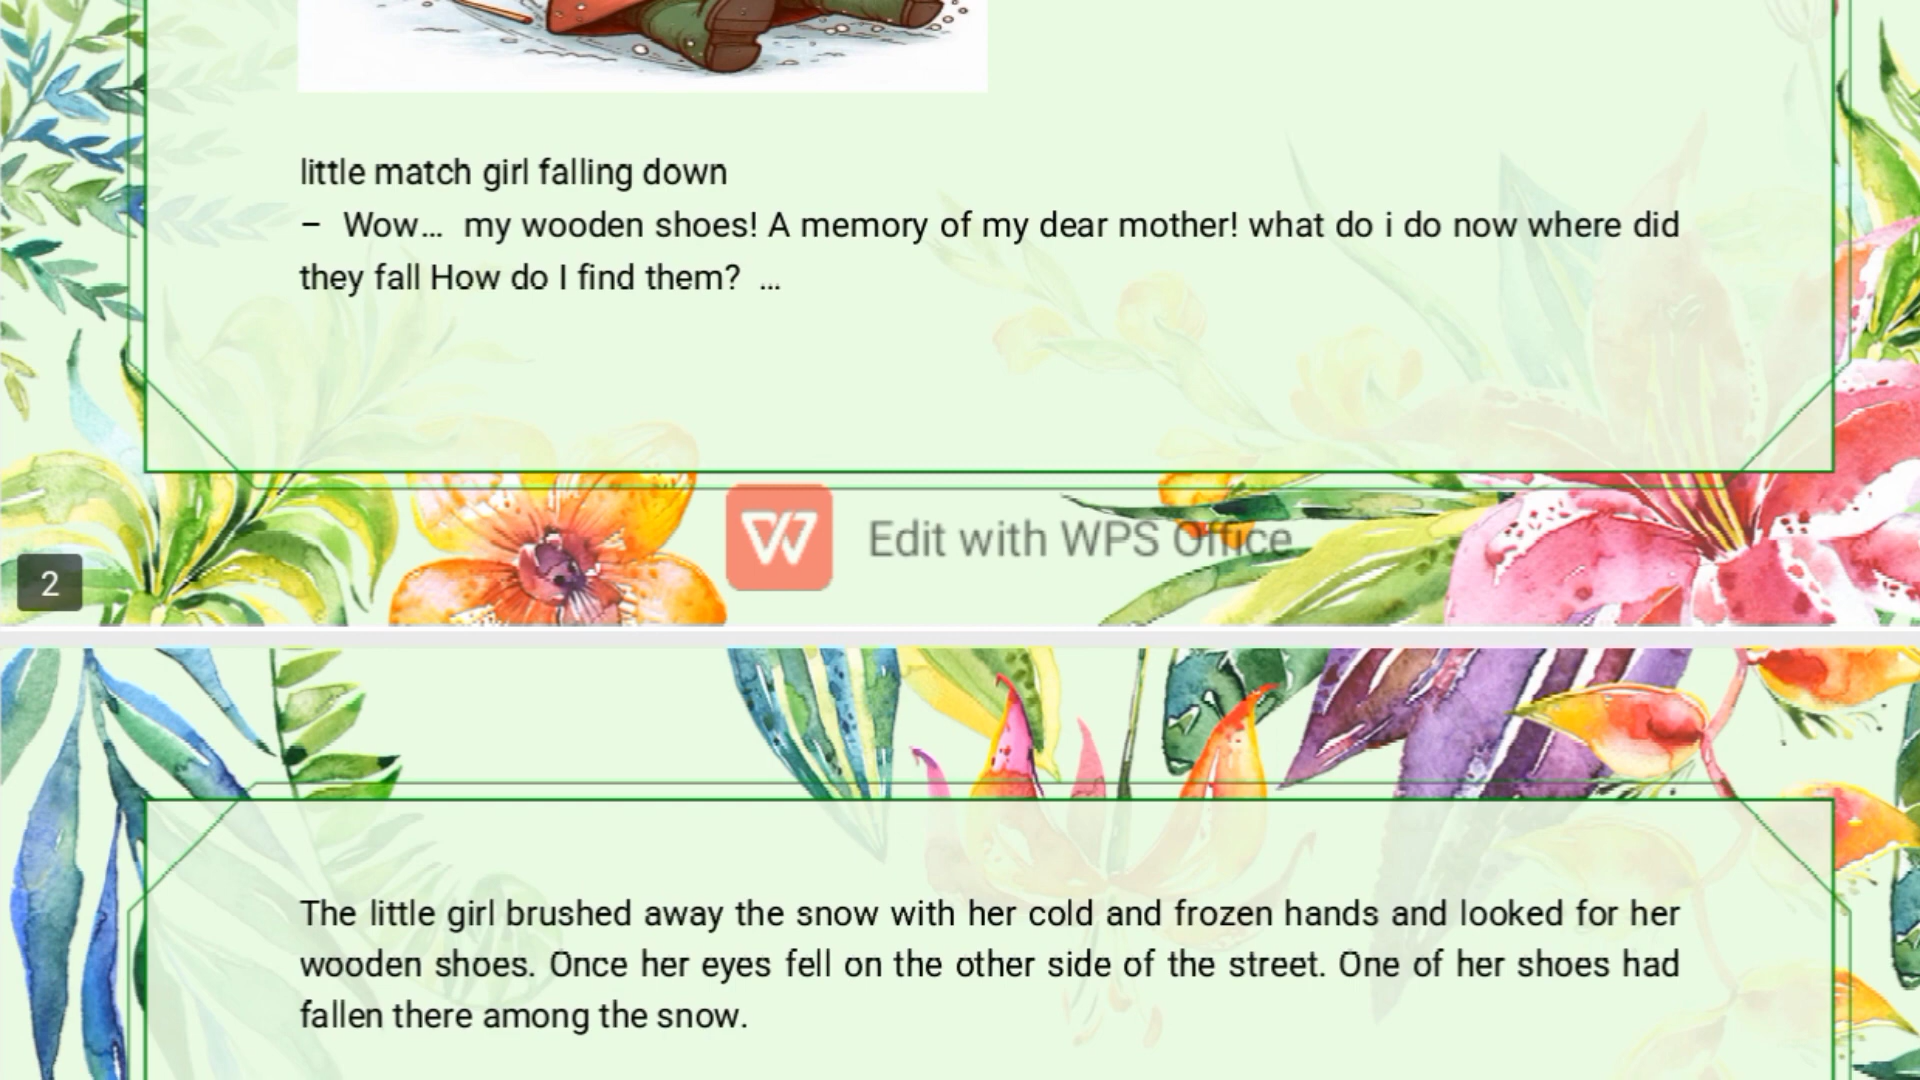 little match girl falling down
– Wow... my wooden shoes! A memory of my dear mother! what do i do now where did
they fall How do I find them? ...
Edit with WPS Office
2
The little girl brushed away the snow with her cold and frozen hands and looked for her
wooden shoes. Once her eyes fell on the other side of the street. One of her shoes had
fallen there among the snow.